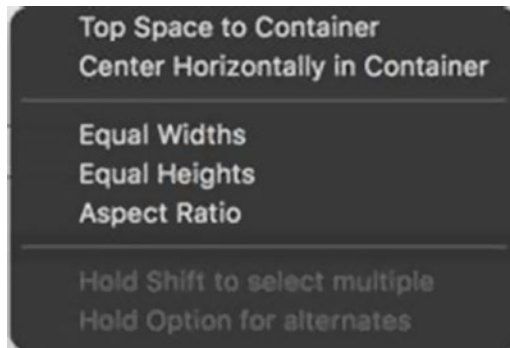 Top Space to Container
Center Horizontally in Container
Equal Widths
Equal Heights
Aspect Ratio
Hold Shift to select multiple
Hold Option for alternates